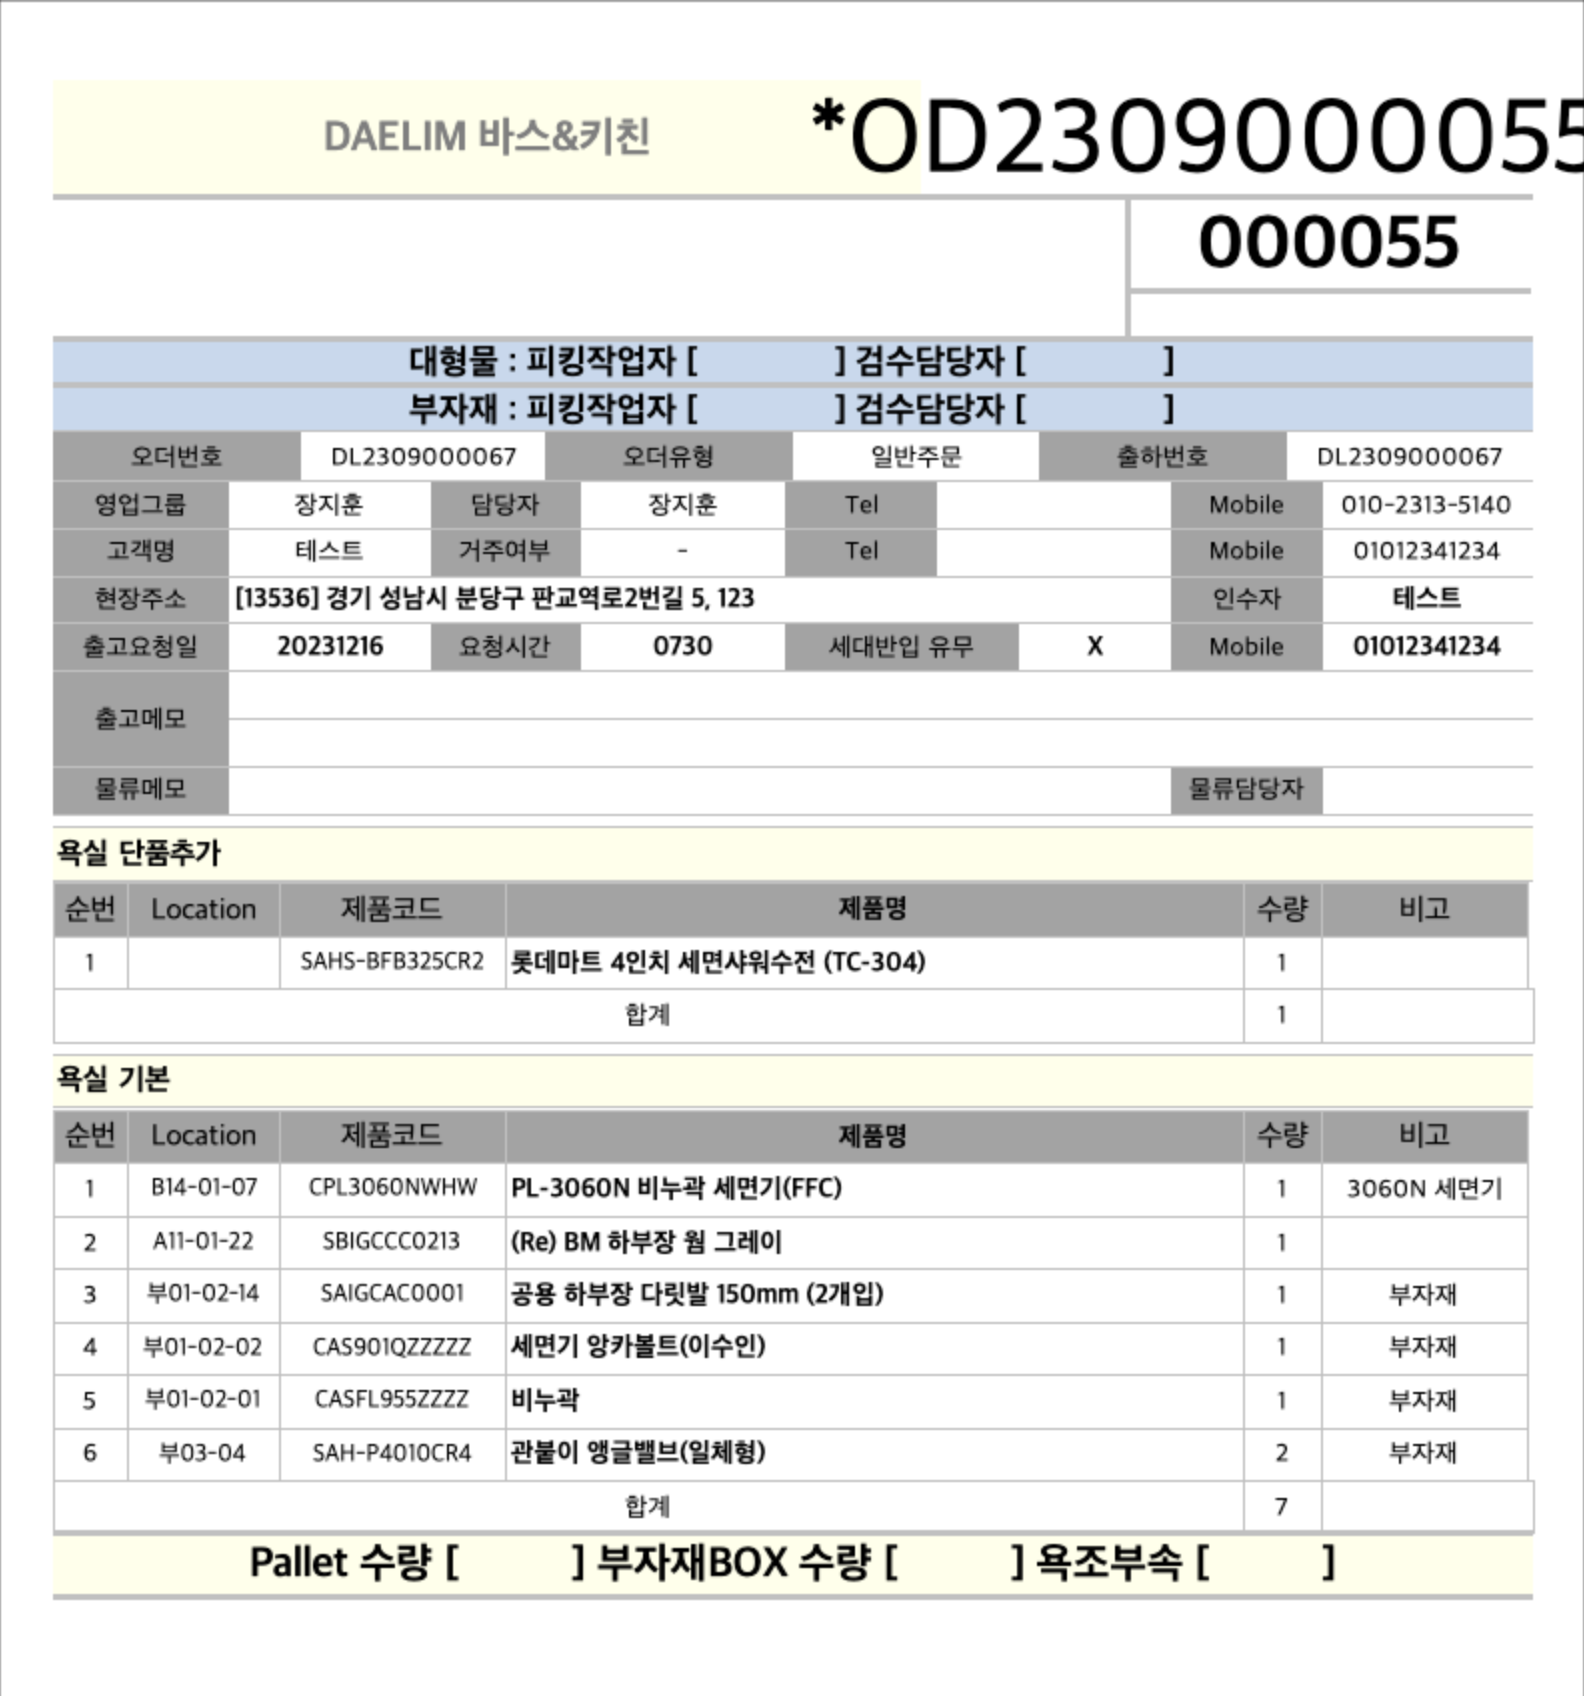 DAELIM 바스&키친 *OD2309000055
000055
대형물 : 피킹작업자 [ ] 검수담당자 [ ]
부자재 : 피킹작업자 [ ] 검수담당자 [ ]
오더번호 DL2309000067 오더유형 일반주문 출하번호 DL2309000067
영업그룹 장지훈 담당자 장지훈 Tel Mobile 010-2313-5140
고객명 테스트 거주여부 - Tel Mobile 01012341234
현장주소 [13536] 경기 성남시 분당구 판교역로2번길 5, 123 인수자 테스트
출고요청일 20231216 요청시간 0730 세대반입 유무 X Mobile 01012341234
출고메모
물류메모 물류담당자
욕실 단품추가
순번 Location 제품코드 제품명 수량 비고
1 SAHS-BFB325CR2 롯데마트 4인치 세면샤워수전 (TC-304) 1
합계 1
욕실 기본
순번 Location 제품코드 제품명 수량 비고
1 B14-01-07 CPL3060NWHW PL-3060N 비누곽 세면기(FFC) 1 3060N 세면기
2 A11-01-22 SBIGCCC0213 (Re) BM 하부장 웜 그레이 1
3 부01-02-14 SAIGCAC0001 공용 하부장 다릿발 150mm (2개입) 1 부자재
4 부01-02-02 CAS901QZZZZZ 세면기 앙카볼트(이수인) 1 부자재
5 부01-02-01 CASFL955ZZZZ 비누곽 1 부자재
6 부03-04 SAH-P4010CR4 관붙이 앵글밸브(일체형) 2 부자재
합계 7
Pallet 수량 [ ] 부자재BOX 수량 [ ] 욕조부속 [ ]